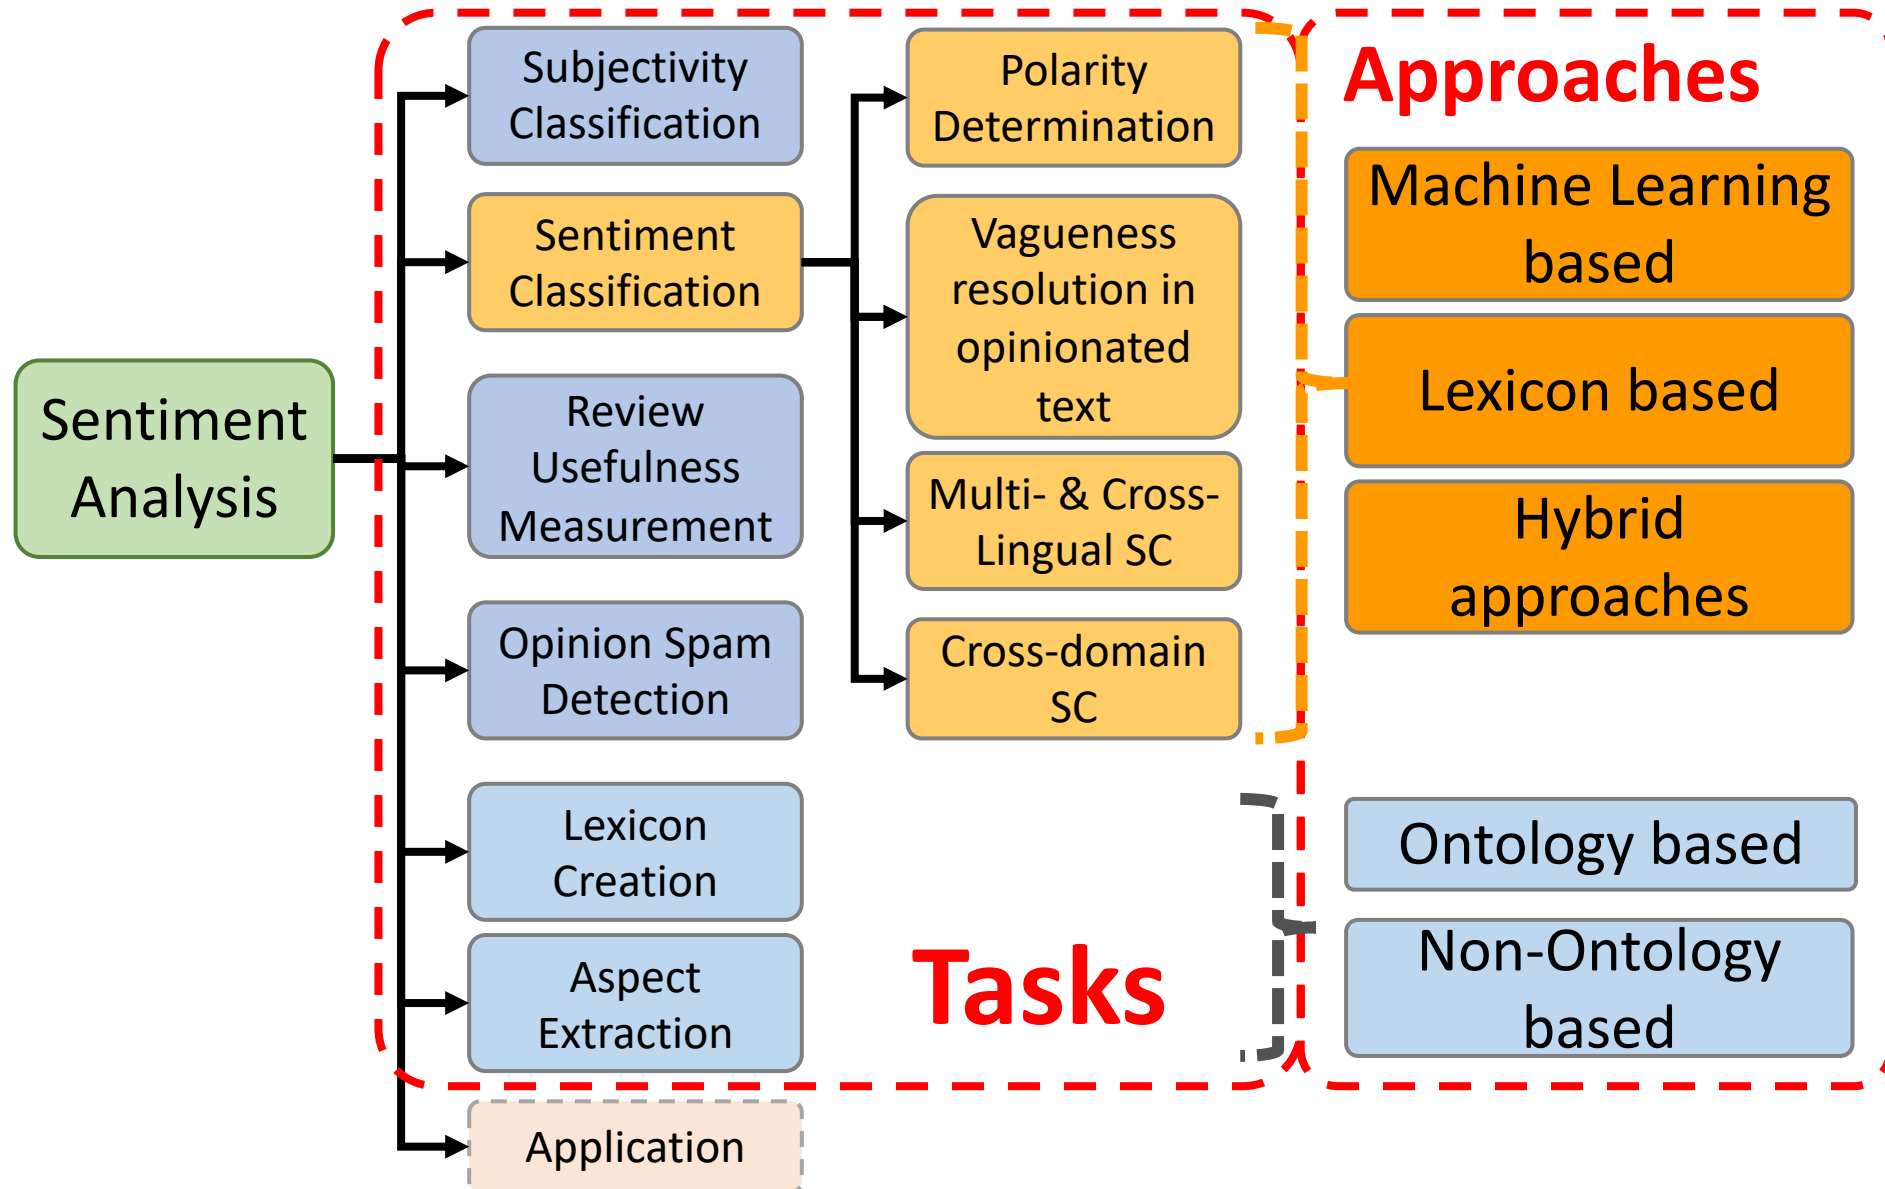 Sentiment
Analysis
Subjectivity
Classification
Sentiment
Classification
Review
Usefulness
Measurement
Opinion Spam
Detection
Lexicon
Creation
Aspect
Extraction
Application
Polarity
Determination
Vagueness
resolution in
opinionated
text
Multi- & Cross-
Lingual SC
Cross-domain
SC
Tasks
Approaches
Machine Learning
based
Lexicon based
Hybrid
approaches
Ontology based
Non-Ontology
based